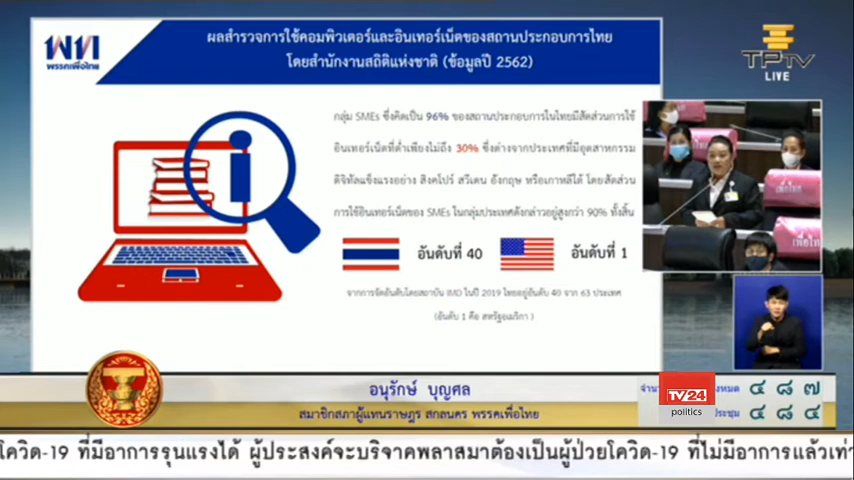 พท
พรรคเพื่อไทย
ผลสำรวจการใช้คอมพิวเตอร์และอินเทอร์เน็ตของสถานประกอบการไทย
โดยสำนักงานสถิติแห่งชาติ (ข้อมูลปี 2562)
TPTV
LIVE
กลุ่ม SMEs ซึ่งคิดเป็น 96% ของสถานประกอบการในไทยมีสัดส่วนการใช้
อินเทอร์เน็ตที่ต่ำเพียงไม่ถึง 30% ซึ่งต่างจากประเทศที่มีอุตสาหกรรม
ดิจิทัลแข็งแรงอย่าง สิงคโปร์ สวีเดน อังกฤษ หรือเกาหลีใต้ โดยสัดส่วน
การใช้อินเทอร์เน็ตของ SMEs ในกลุ่มประเทศดังกล่าวอยู่สูงกว่า 90% ทั้งสิ้น
อันดับที่ 40 อันดับที่ 1
จากการจัดอันดับโดยสถาบัน IMD ในปี 2019 ไทยอยู่อันดับ 40 จาก 63 ประเทศ
(อันดับ 1 คือ สหรัฐอเมริกา )
เพื่อไทย
เพื่อไท
อนุรักษ์ บุญศล
สมาชิกสภาผู้แทนราษฎร สกลนคร พรรคเพื่อไทย
จำน TV24 งหมด ๔๘๗
politics ประชุม ๔๘๔
โควิด-19 ที่มีอาการรุนแรงได้ ผู้ประสงค์จะบริจาคพลาสมาต้องเป็นผู้ป่วยโควิด-19 ที่ไม่มีอาการแล้วเท่า